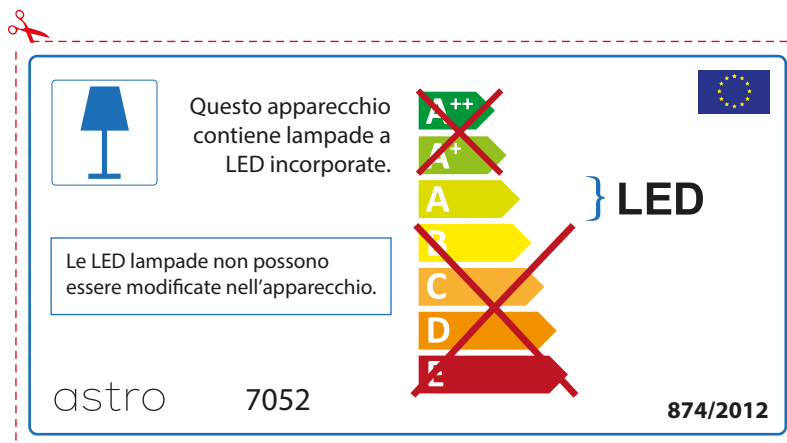 Questo apparecchio
contiene lampade a
LED incorporate.
Le LED lampade non possono
essere modificate nell'apparecchio.
A++
A+
A
B
C
D
E
LED
astro
7052
874/2012